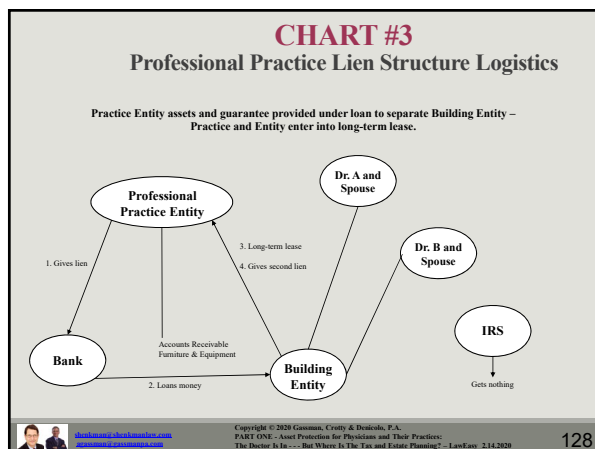 CHART #3
Professional Practice Lien Structure Logistics
Practice Entity assets and guarantee provided under loan to separate Building Entity –
Practice and Entity enter into long-term lease.
Dr. A and
Spouse
Professional
Practice Entity
Dr. B and
Spouse
1. Gives lien
3. Long-term lease
4. Gives second lien
IRS
Accounts Receivable
Furniture & Equipment
Bank
Building
Entity
2. Loans money
Gets nothing
shenkman@shenkmanlaw.com
agassman@gassmanpa.com
Copyright © 2020 Gassman, Crotty & Denicolo, P.A.
PART ONE - Asset Protection for Physicians and Their Practices:
The Doctor Is In - - - But Where Is The Tax and Estate Planning? – LawEasy 2.14.2020
128